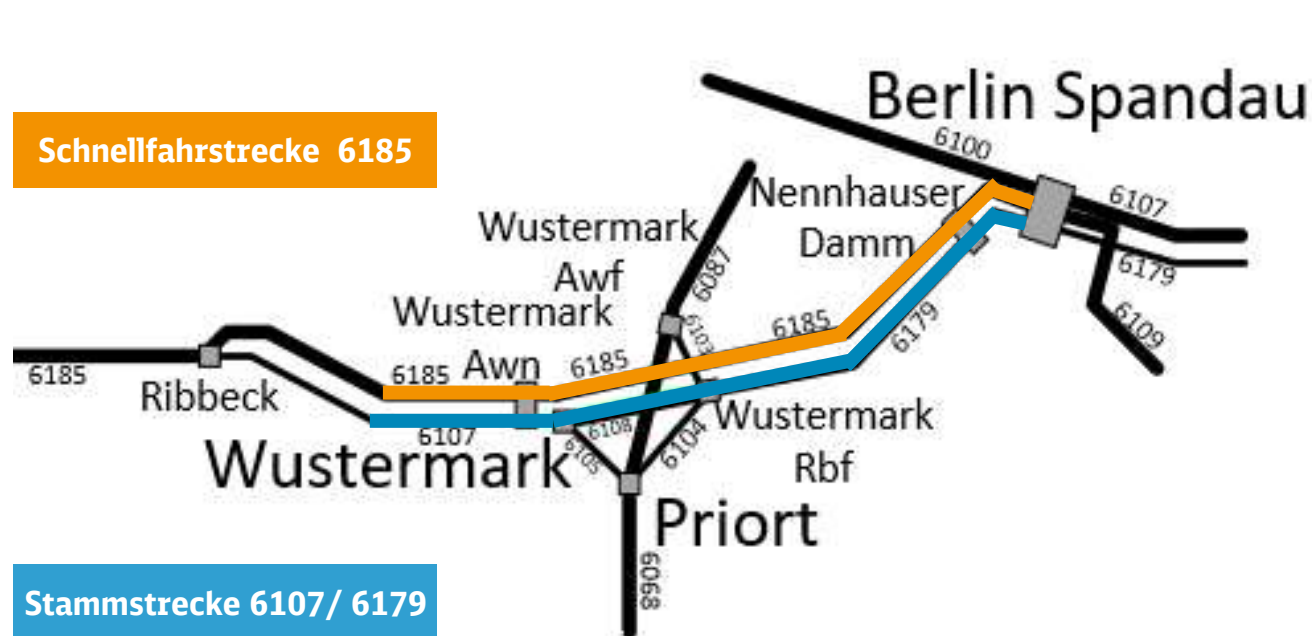 Berlin Spandau
6100
Schnellfahrstrecke 6185
Nennhauser
Damm
6107
6179
6109
Wustermark
Awf
6087
Wustermark
Awn
6103
6185
6185
6185
6179
6185
Ribbeck
6107
6108
6105
6104
Wustermark
Rbf
Wustermark
Priort
6068
Stammstrecke 6107/ 6179